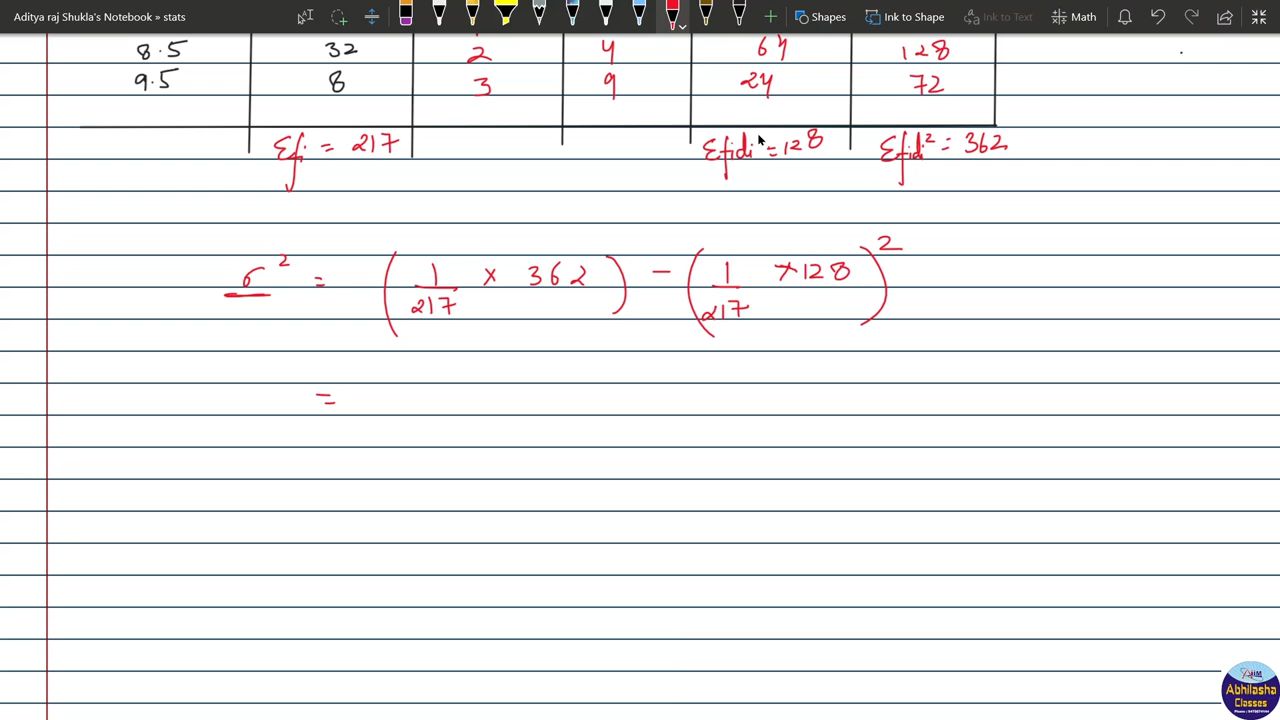 Aditya raj Shukla's Notebook » stats
Shapes Ink to Shape Ink to Text Math
8.5 32 2 4 64 128
9.5 8 3 9 24 72
Σfi = 217 Σfidi = 128 Σfidi² = 362
σ² = (1/217 × 362) − (1/217 × 128)²
=
Abhilasha
Classes